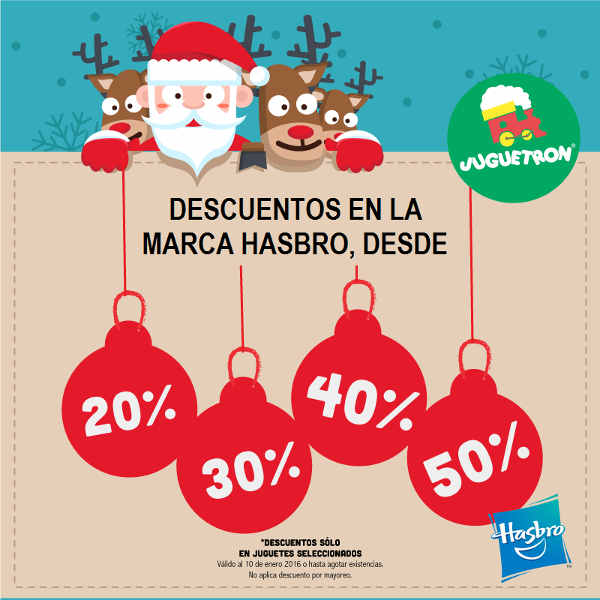 JUGUETRON®
DESCUENTOS EN LA
MARCA HASBRO, DESDE
20%
30%
40%
50%
Hasbro
*DESCUENTOS SÓLO
EN JUGUETES SELECCIONADOS
Válido al 10 de enero 2016 o hasta agotar existencias.
No aplica descuento por mayoreo.